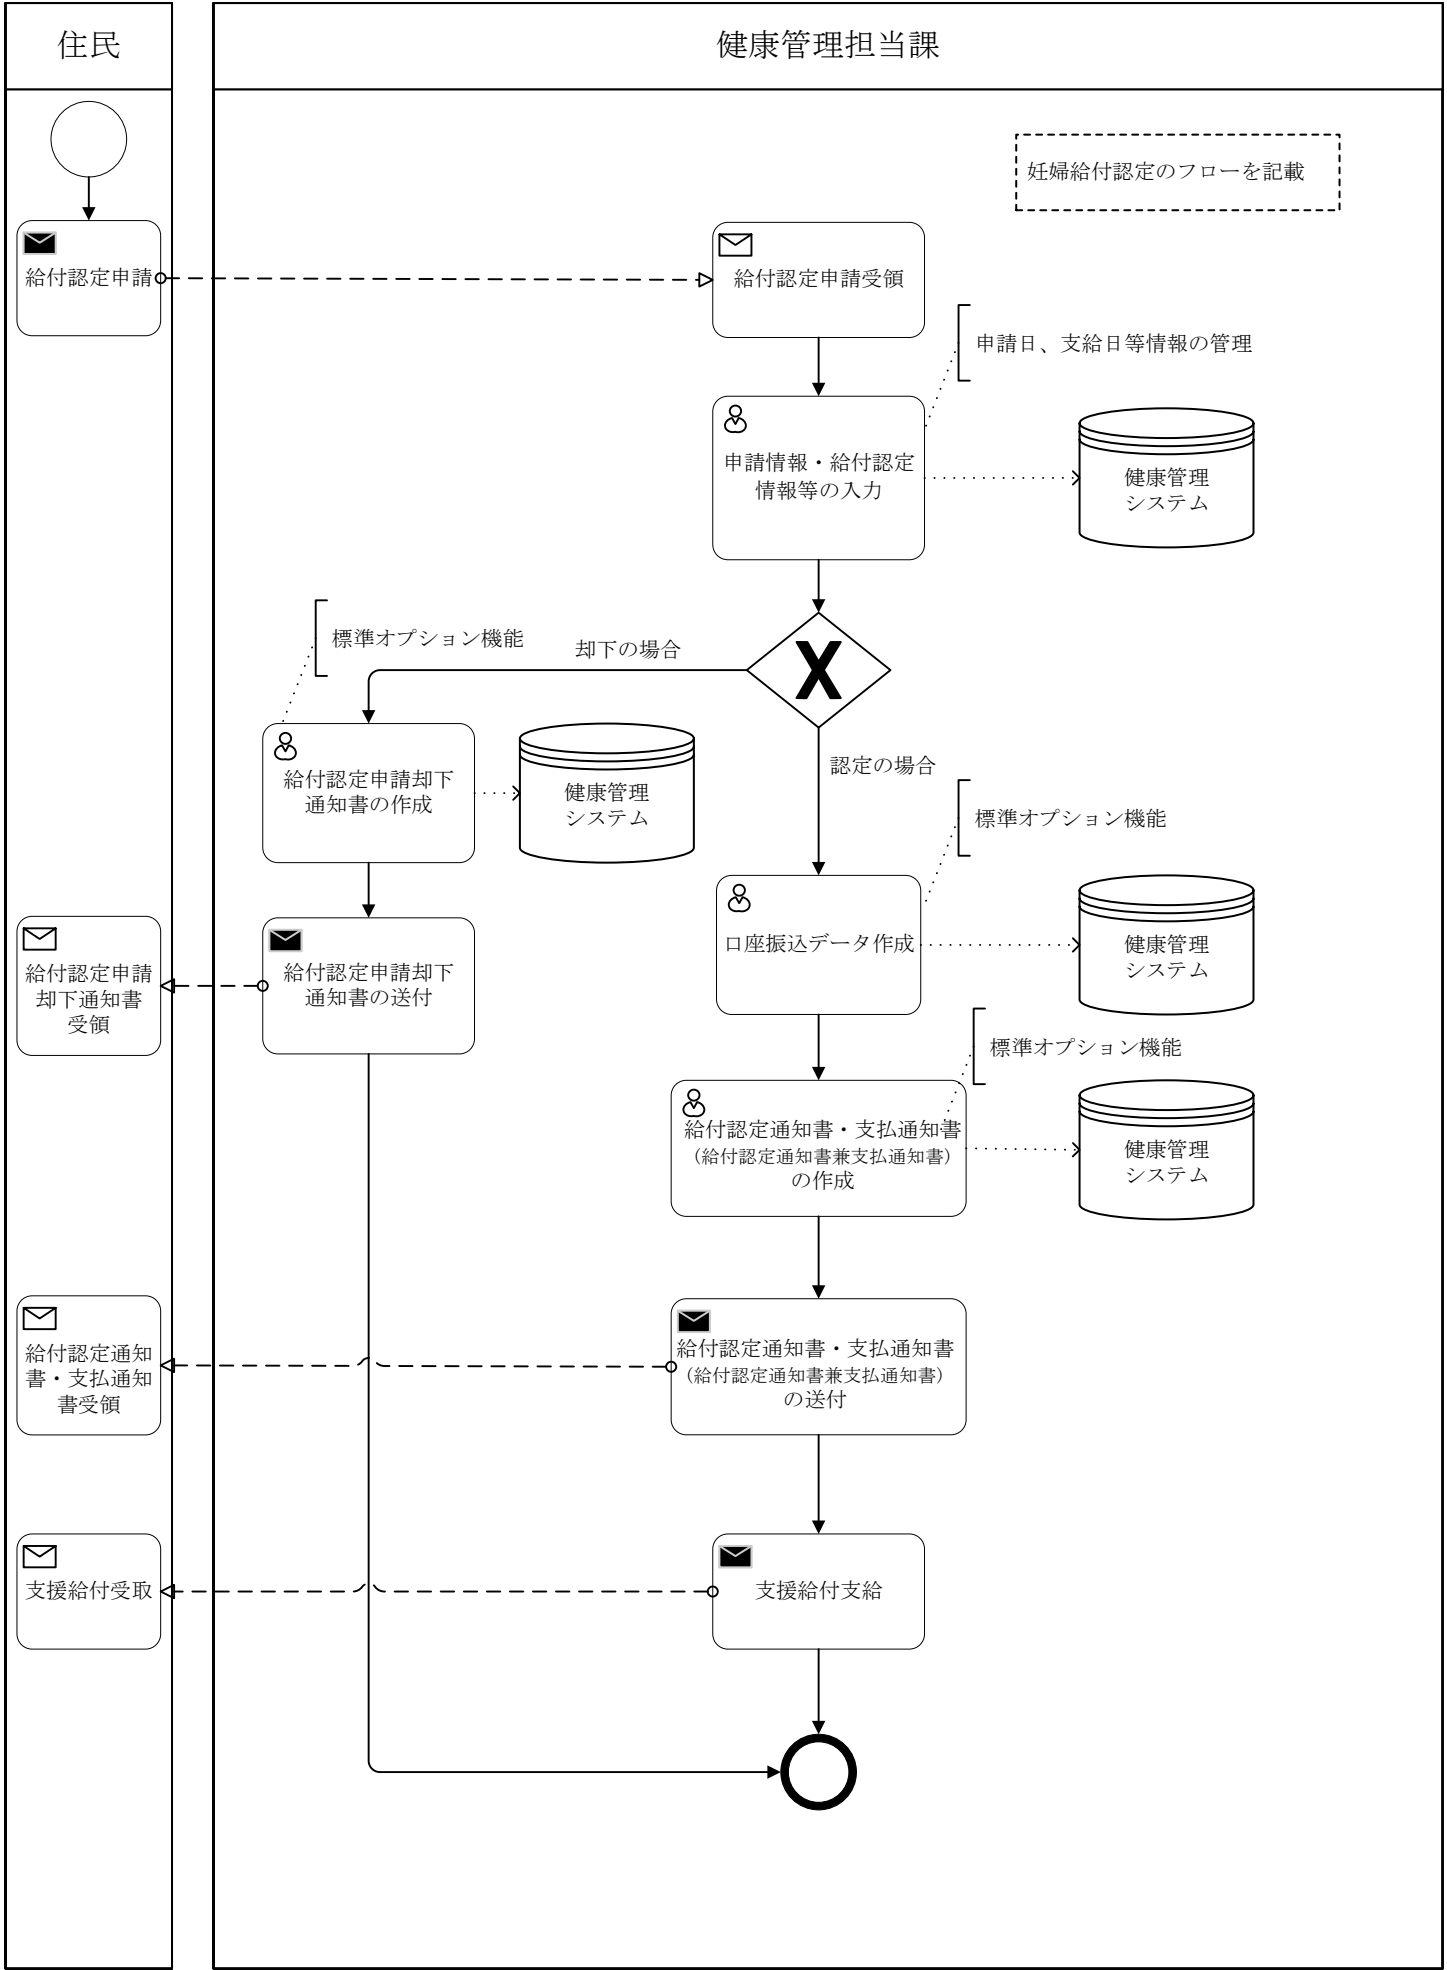 住民
健康管理担当課
妊婦給付認定のフローを記載
給付認定申請
給付認定申請受領
申請日、支給日等情報の管理
申請情報・給付認定
情報等の入力
健康管理
システム
標準オプション機能
却下の場合
X
給付認定申請却下
通知書の作成
健康管理
システム
認定の場合
標準オプション機能
口座振込データ作成
健康管理
システム
給付認定申請
却下通知書
受領
給付認定申請却下
通知書の送付
標準オプション機能
給付認定通知書・支払通知書
（給付認定通知書兼支払通知書）
の作成
健康管理
システム
給付認定通知
書・支払通知
書受領
給付認定通知書・支払通知書
（給付認定通知書兼支払通知書）
の送付
支援給付受取
支援給付支給